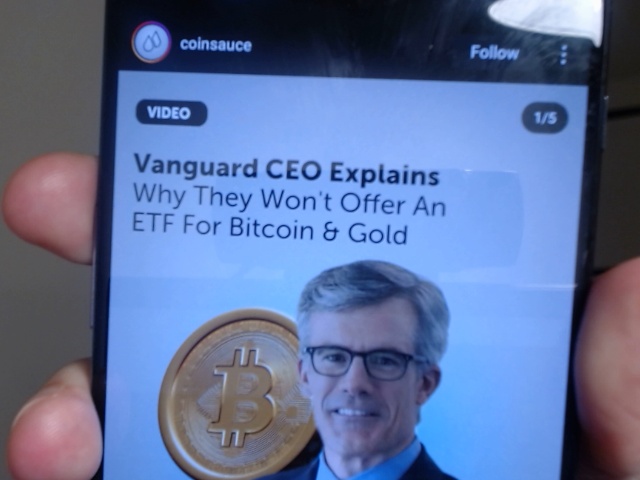 coinsauce
Follow
VIDEO
1/5
Vanguard CEO Explains
Why They Won't Offer An
ETF For Bitcoin & Gold